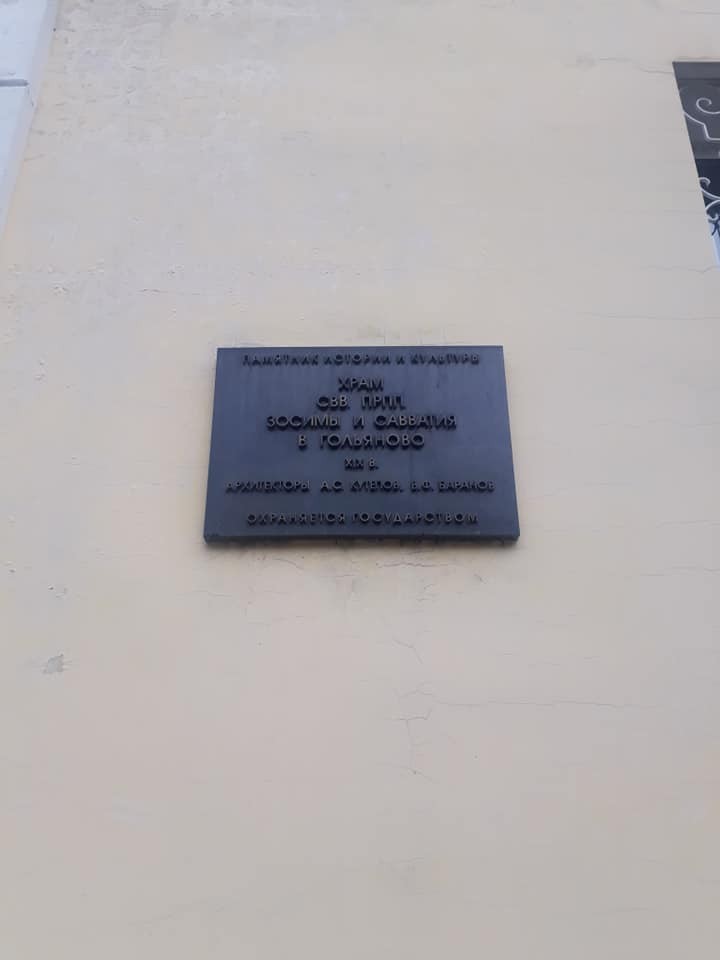 ПАМЯТНИК ИСТОРИИ И КУЛЬТУРЫ
ХРАМ
СВВ. ПРПП.
ЗОСИМЫ И САВВАТИЯ
В ГОЛЬЯНОВО
XIX В.
АРХИТЕКТОРЫ А.С. КУТЕПОВ, В.Ф. БАРАНОВ
ОХРАНЯЕТСЯ ГОСУДАРСТВОМ